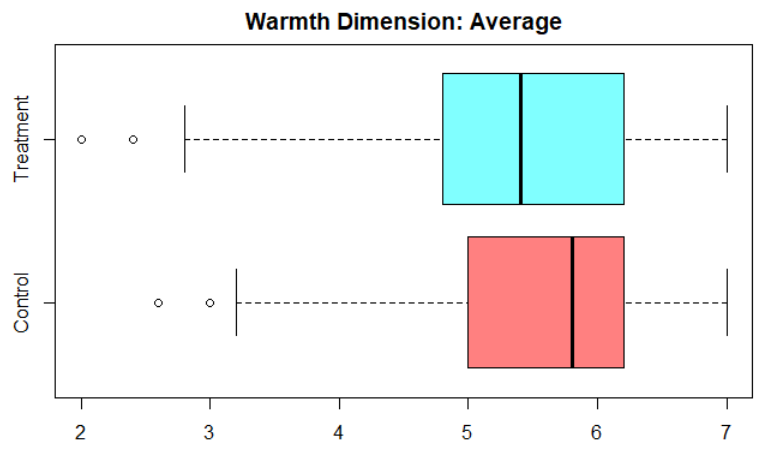 Warmth Dimension: Average
Treatment
Control
2 3 4 5 6 7